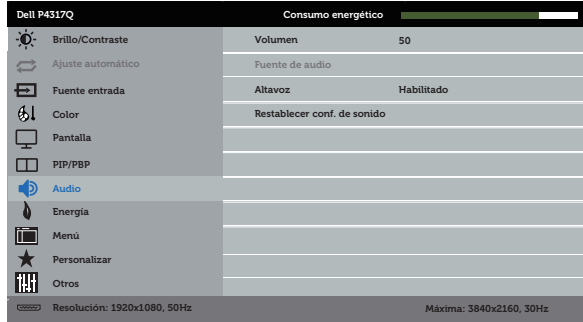 Dell P4317Q Consumo energético
Brillo/Contraste Volumen 50
Ajuste automático Fuente de audio
Fuente entrada Altavoz Habilitado
Color Restablecer conf. de sonido
Pantalla
PIP/PBP
Audio
Energía
Menú
Personalizar
Otros
Resolución: 1920x1080, 50Hz Máxima: 3840x2160, 30Hz